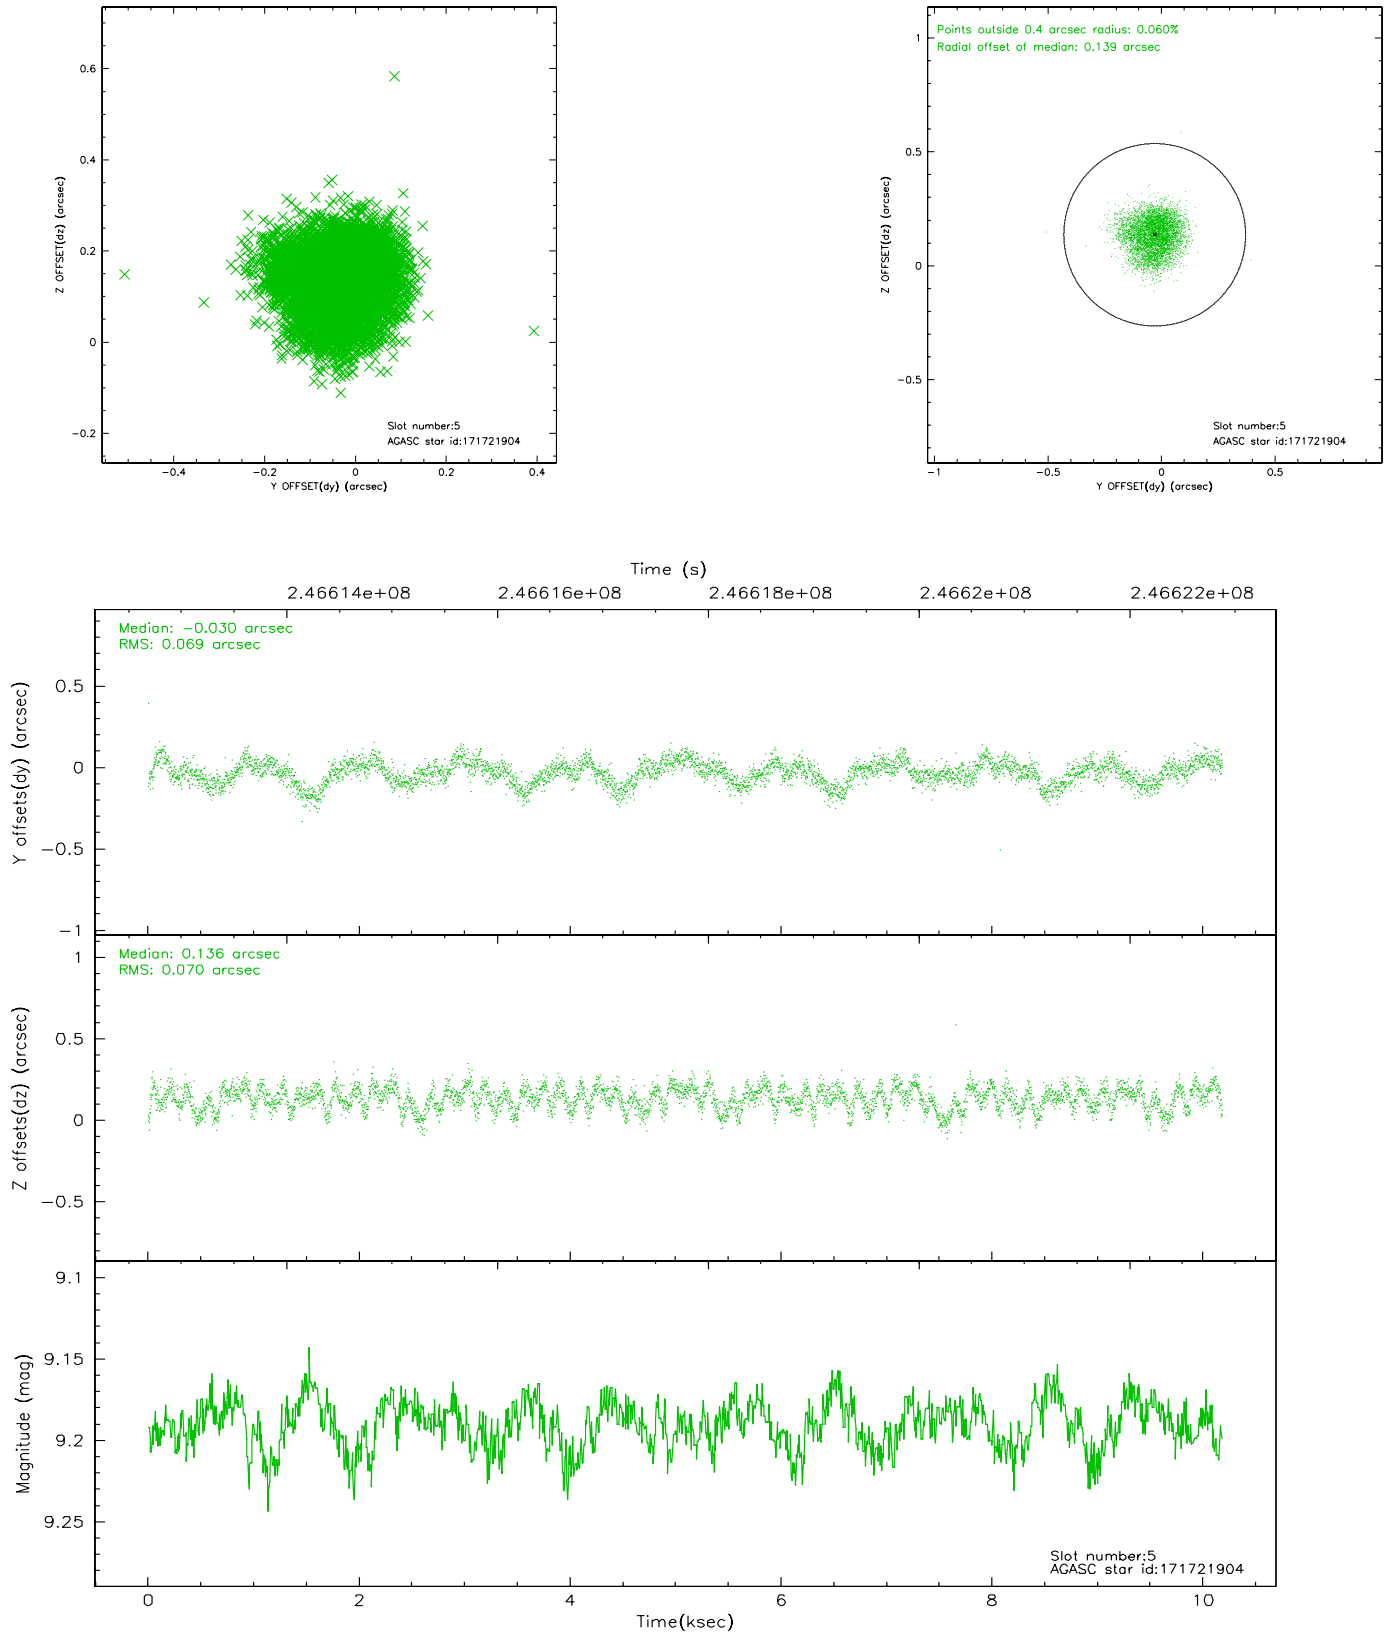 0.6
0.4
0.2
0
−0.2
Z OFFSET(dz) (arcsec)
Slot number:5
AGASC star id:171721904
−0.4 −0.2 0 0.2 0.4
Y OFFSET(dy) (arcsec)
Points outside 0.4 arcsec radius: 0.060%
Radial offset of median: 0.139 arcsec
1
0.5
0
−0.5
Z OFFSET(dz) (arcsec)
Slot number:5
AGASC star id:171721904
−1 −0.5 0 0.5
Y OFFSET(dy) (arcsec)
Time (s)
2.46614e+08 2.46616e+08 2.46618e+08 2.4662e+08 2.46622e+08
Median: −0.030 arcsec
RMS: 0.069 arcsec
0.5
0
−0.5
−1
Y offsets(dy) (arcsec)
Median: 0.136 arcsec
RMS: 0.070 arcsec
1
0.5
0
−0.5
Z offsets(dz) (arcsec)
9.1
9.15
9.2
9.25
Magnitude (mag)
Slot number:5
AGASC star id:171721904
0 2 4 6 8 10
Time(ksec)